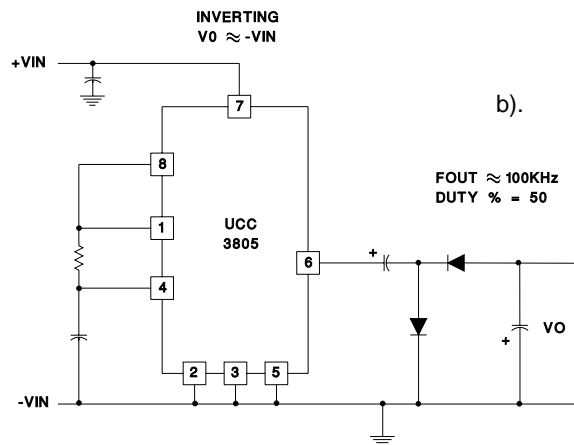 INVERTING
V0 ≈ -VIN
+VIN
7
b).
8
FOUT ≈ 100KHz
DUTY % = 50
1
UCC
3805
6
+
4
+
VO
2
3
5
-VIN